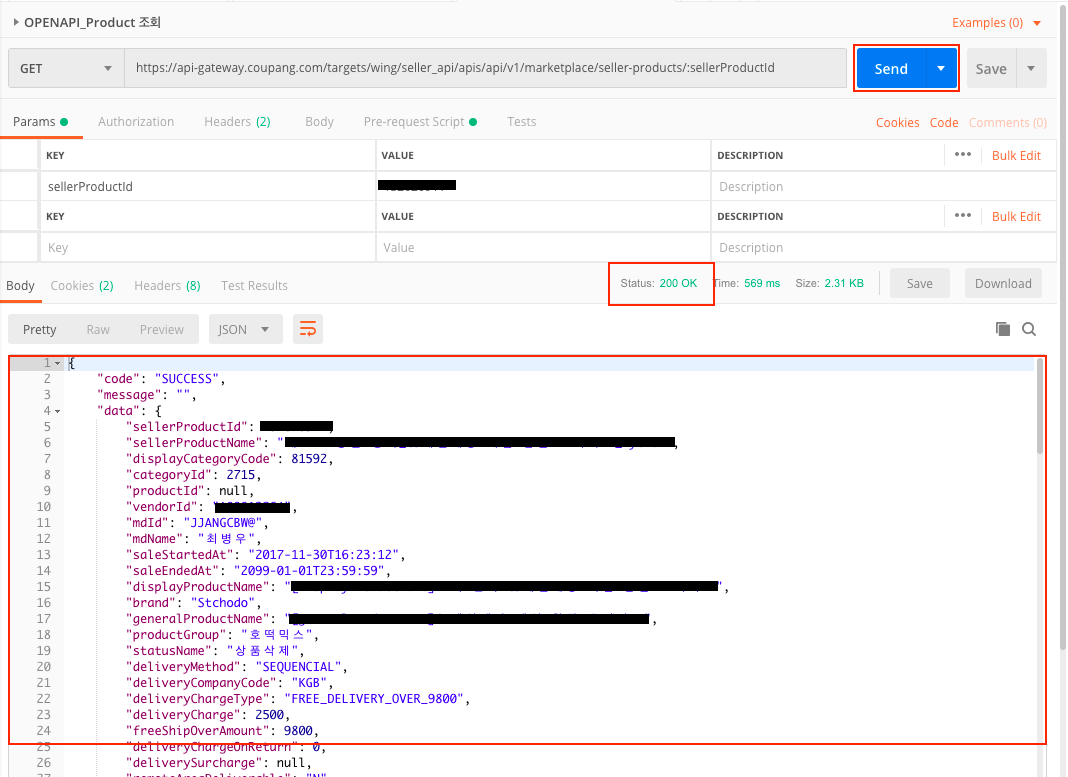 OPENAPI_Product 조회
Examples (0)
GET
https://api-gateway.coupang.com/targets/wing/seller_api/apis/api/v1/marketplace/seller-products/:sellerProductId
Send
Save
Params
Authorization
Headers (2)
Body
Pre-request Script
Tests
Cookies
Code
Comments (0)
KEY
VALUE
DESCRIPTION
•••
Bulk Edit
sellerProductId
Description
KEY
VALUE
DESCRIPTION
•••
Bulk Edit
Key
Value
Description
Body
Cookies (2)
Headers (8)
Test Results
Status: 200 OK
Time: 569 ms
Size: 2.31 KB
Save
Download
Pretty
Raw
Preview
JSON
1 {
2 "code": "SUCCESS",
3 "message": "",
4 "data": {
5 "sellerProductId": ,
6 "sellerProductName": " ,
7 "displayCategoryCode": 81592,
8 "categoryId": 2715,
9 "productId": null,
10 "vendorId": ,
11 "mdId": "JJANGCBW@",
12 "mdName": "최병우",
13 "saleStartedAt": "2017-11-30T16:23:12",
14 "saleEndedAt": "2099-01-01T23:59:59",
15 "displayProductName": " ",
16 "brand": "Stchodo",
17 "generalProductName": " ",
18 "productGroup": "호떡믹스",
19 "statusName": "상품삭제",
20 "deliveryMethod": "SEQUENCIAL",
21 "deliveryCompanyCode": "KGB",
22 "deliveryChargeType": "FREE_DELIVERY_OVER_9800",
23 "deliveryCharge": 2500,
24 "freeShipOverAmount": 9800,
25 "deliveryChargeOnReturn": 0,
26 "deliverySurcharge": null,